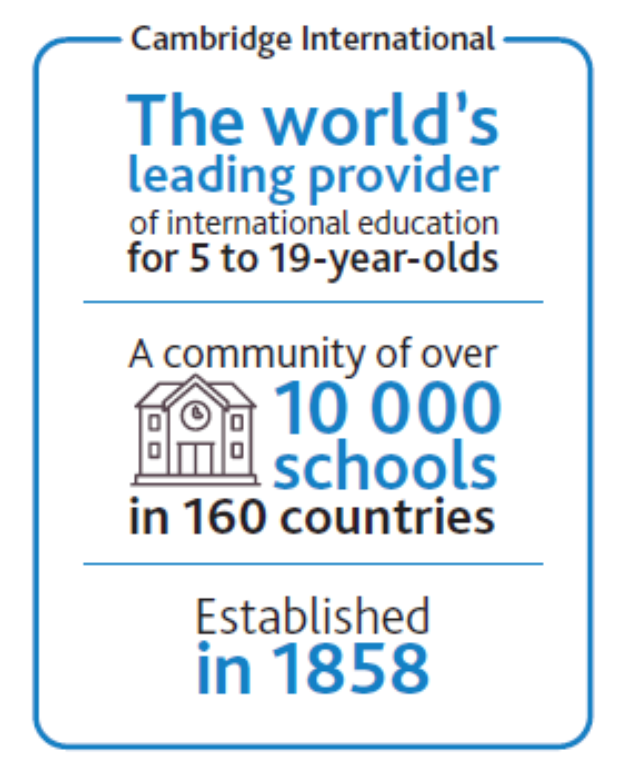 Cambridge International
The world's
leading provider
of international education
for 5 to 19-year-olds
A community of over
10 000
schools
in 160 countries
Established
in 1858